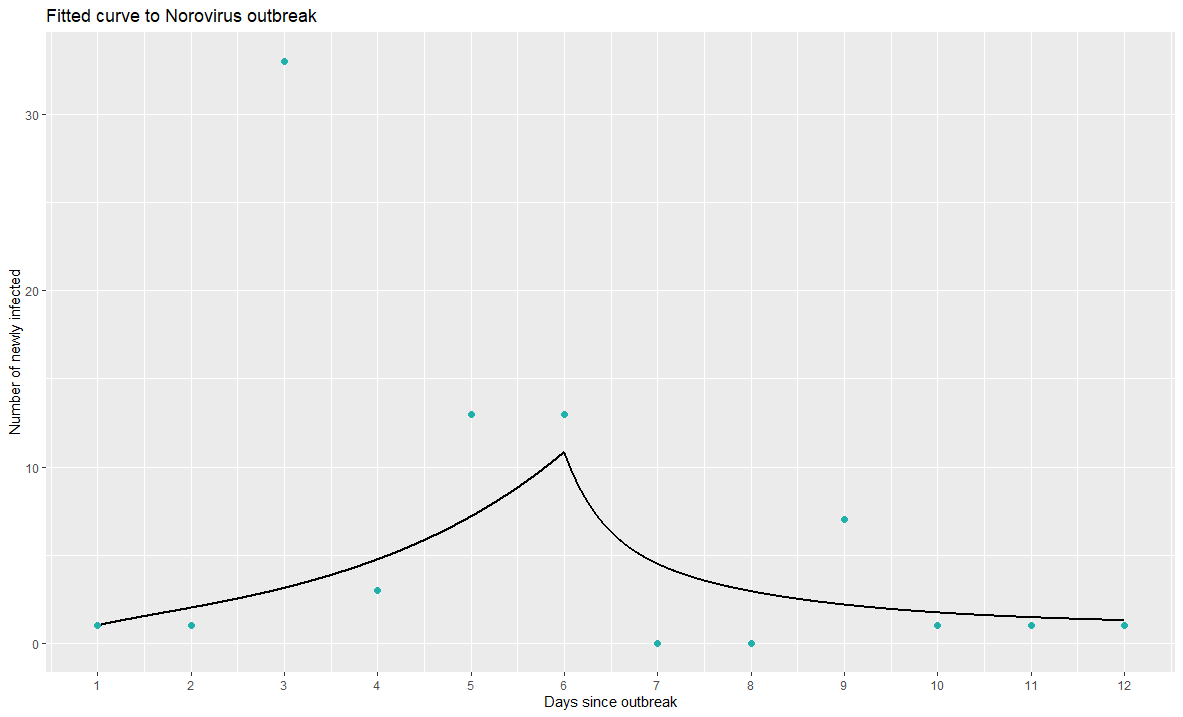 Fitted curve to Norovirus outbreak
Number of newly infected
30
20
10
0
1 2 3 4 5 6 7 8 9 10 11 12
Days since outbreak